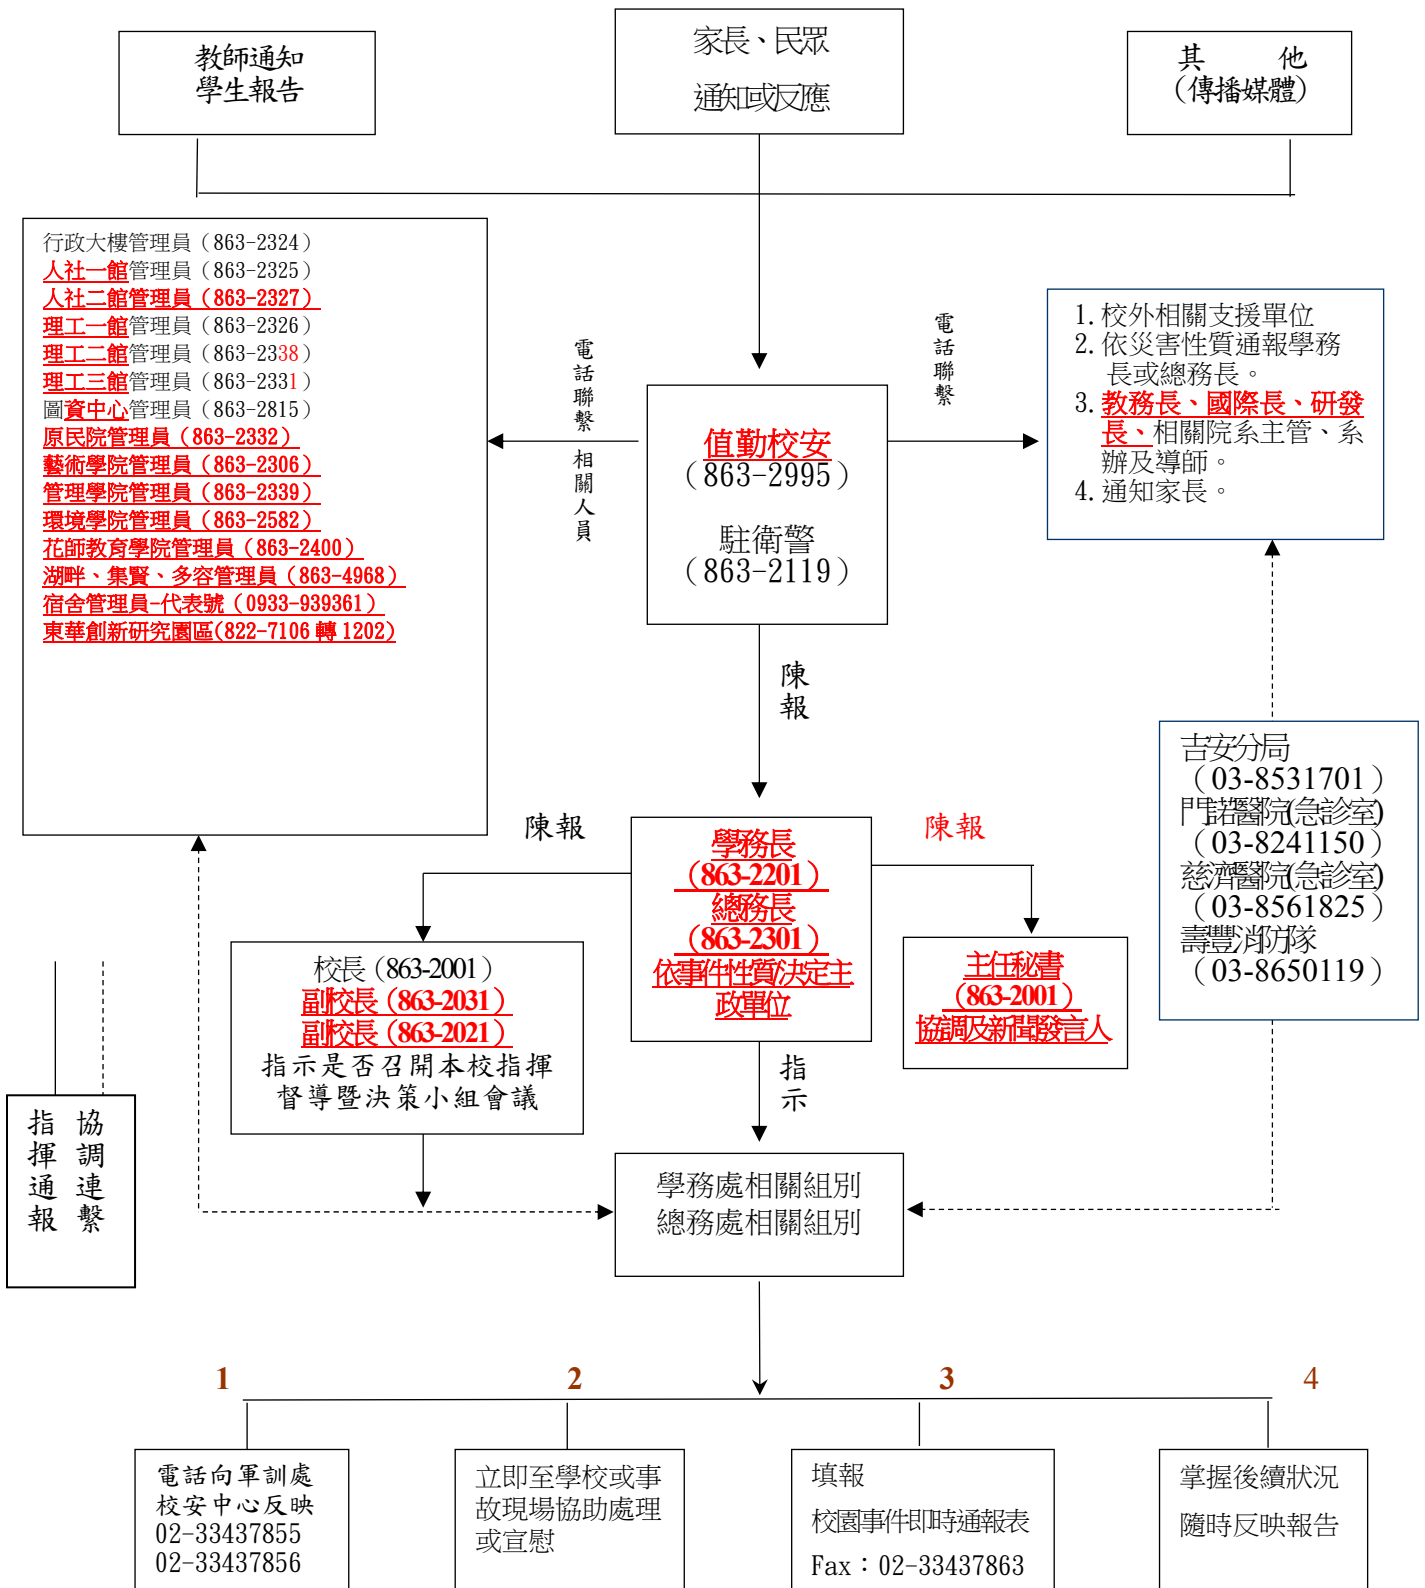 教師通知
學生報告
家長、民眾
通知或反應
其 他
(傳播媒體)
行政大樓管理員（863-2324）
人社一館管理員（863-2325）
人社二館管理員（863-2327）
理工一館管理員（863-2326）
理工二館管理員（863-2338）
理工三館管理員（863-2331）
圖資中心管理員（863-2815）
原民院管理員（863-2332）
藝術學院管理員（863-2306）
管理學院管理員（863-2339）
環境學院管理員（863-2582）
花師教育學院管理員（863-2400）
湖畔、集賢、多容管理員（863-4968）
宿舍管理員-代表號（0933-939361）
東華創新研究園區(822-7106 轉 1202)
電話聯繫
相關人員
值勤校安
（863-2995）
駐衛警
（863-2119）
電話聯繫
1. 校外相關支援單位
2. 依災害性質通報學務
長或總務長。
3. 教務長、國際長、研發
長、相關院系主管、系
辦及導師。
4. 通知家長。
陳報
吉安分局
（03-8531701）
門諾醫院(急診室)
（03-8241150）
慈濟醫院(急診室)
（03-8561825）
壽豐消防隊
（03-8650119）
陳報
學務長
（863-2201）
總務長
（863-2301）
依事件性質決定主
政單位
陳報
校長（863-2001）
副校長（863-2031）
副校長（863-2021）
指示是否召開本校指揮
督導暨決策小組會議
主任秘書
（863-2001）
協調及新聞發言人
指示
指揮通報
協調連繫
學務處相關組別
總務處相關組別
1
2
3
4
電話向軍訓處
校安中心反映
02-33437855
02-33437856
立即至學校或事
故現場協助處理
或宣慰
填報
校園事件即時通報表
Fax：02-33437863
掌握後續狀況
隨時反映報告